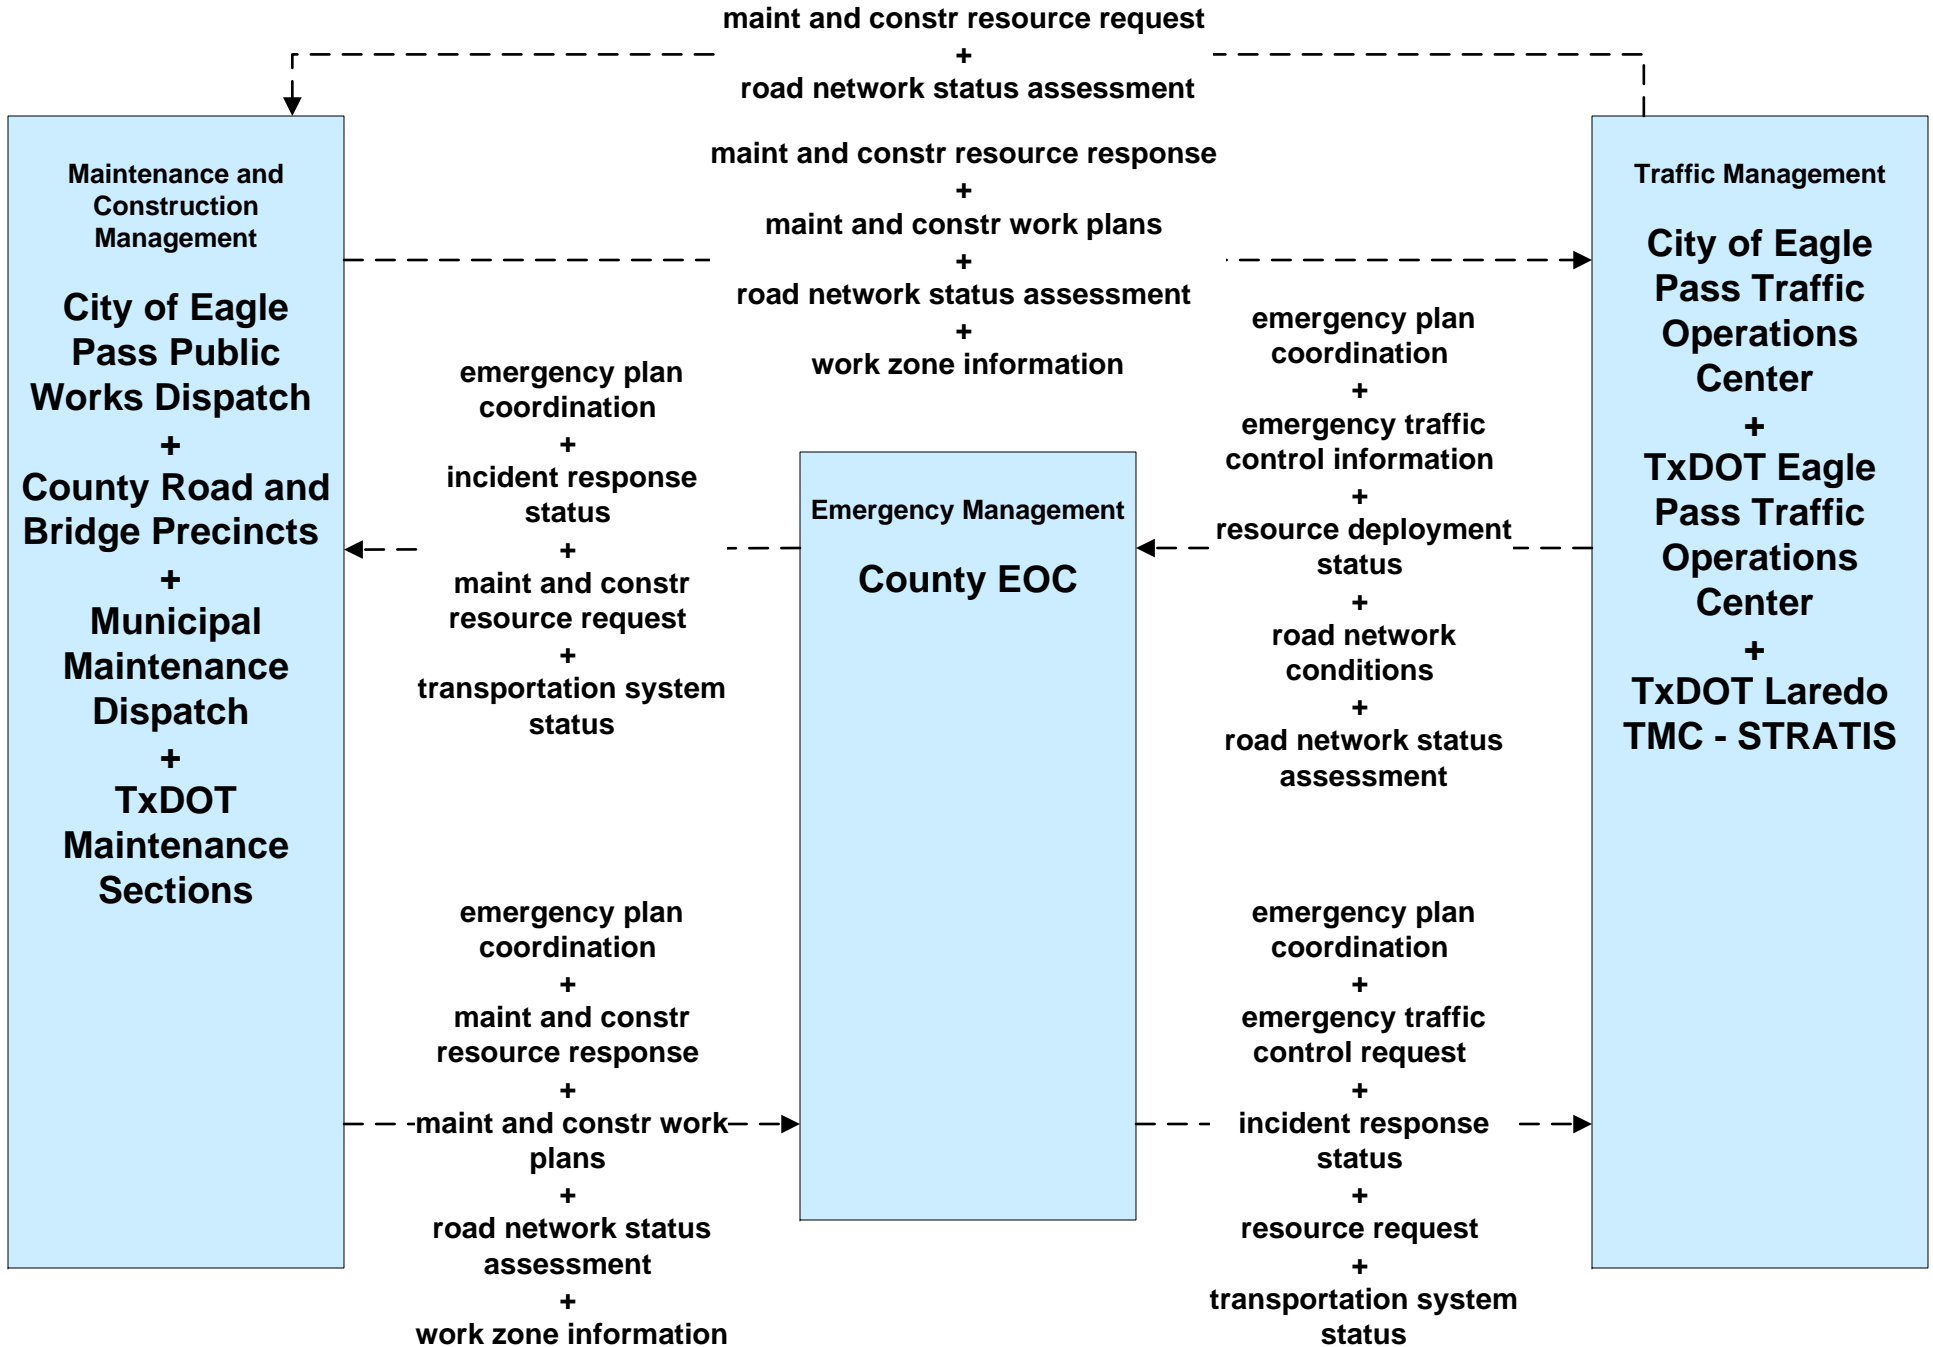 maint and constr resource request
+
road network status assessment
maint and constr resource response
+
maint and constr work plans
+
road network status assessment
+
work zone information
Maintenance and
Construction
Management
City of Eagle
Pass Public
Works Dispatch
+
County Road and
Bridge Precincts
+
Municipal
Maintenance
Dispatch
+
TxDOT
Maintenance
Sections
emergency plan
coordination
+
incident response
status
+
maint and constr
resource request
+
transportation system
status
emergency plan
coordination
+
maint and constr
resource response
+
maint and constr work
plans
+
road network status
assessment
+
work zone information
Emergency Management
County EOC
emergency plan
coordination
+
emergency traffic
control information
+
resource deployment
status
+
road network
conditions
+
road network status
assessment
emergency plan
coordination
+
emergency traffic
control request
+
incident response
status
+
resource request
+
transportation system
status
Traffic Management
City of Eagle
Pass Traffic
Operations
Center
+
TxDOT Eagle
Pass Traffic
Operations
Center
+
TxDOT Laredo
TMC - STRATIS